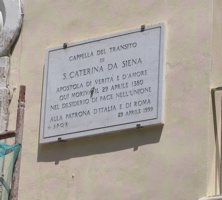 CAPPELLA DEL TRANSITO
DI
S. CATERINA DA SIENA
APOSTOLA DI VERITÀ E D'AMORE
QUI MORIVA IL 29 APRILE 1380
NEL DESIDERIO DI PACE NELL'UNIONE
ALLA PATRONA D'ITALIA E DI ROMA
29 APRILE 1999